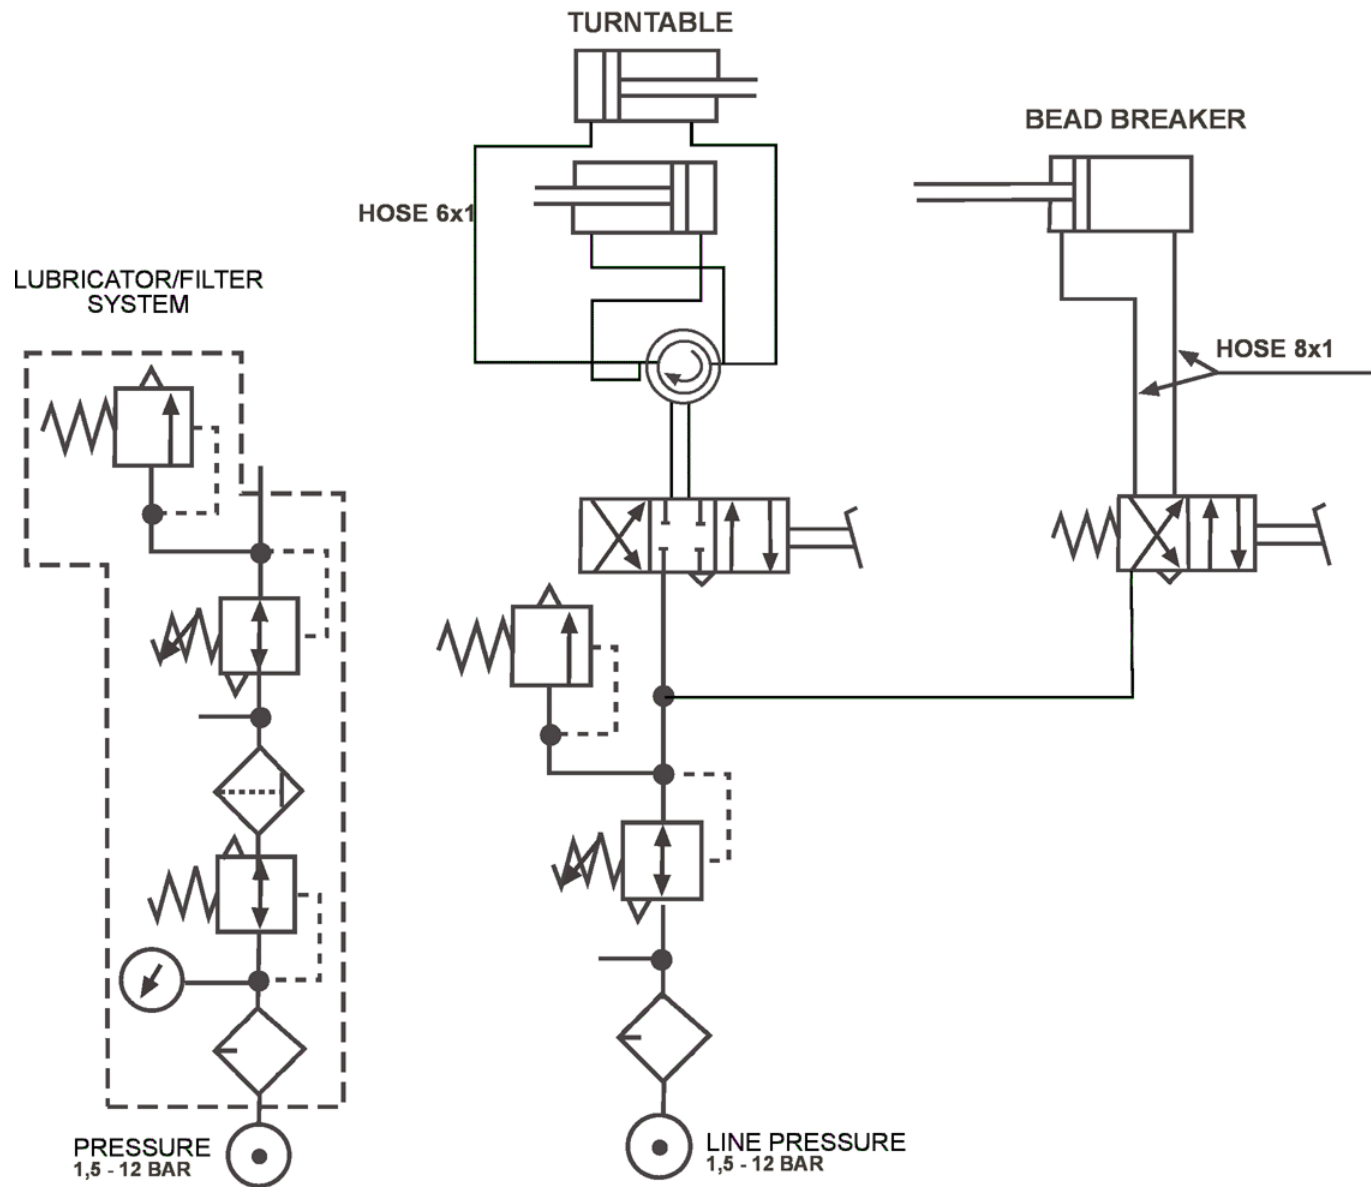 TURNTABLE
BEAD BREAKER
HOSE 6x1
LUBRICATOR/FILTER
SYSTEM
HOSE 8x1
PRESSURE
1,5 - 12 BAR
LINE PRESSURE
1,5 - 12 BAR